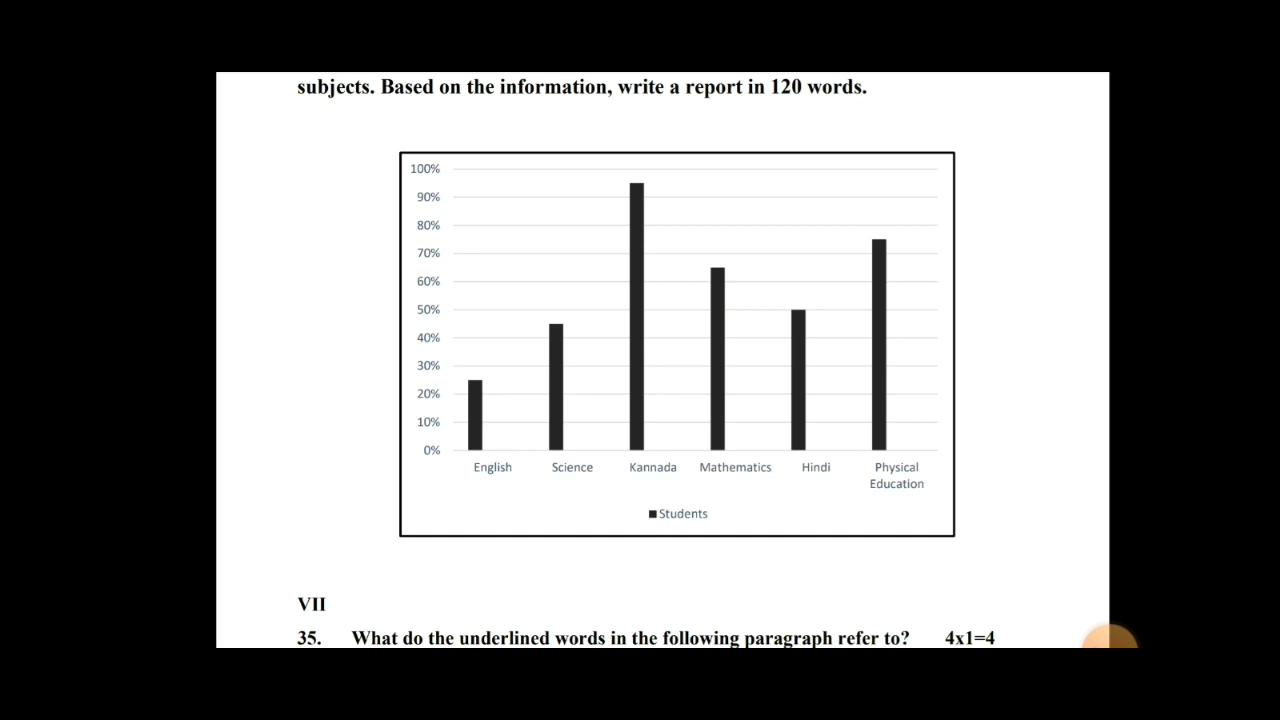 subjects. Based on the information, write a report in 120 words.
100%
90%
80%
70%
60%
50%
40%
30%
20%
10%
0%
English Science Kannada Mathematics Hindi Physical Education
Students
VII
35. What do the underlined words in the following paragraph refer to? 4x1=4